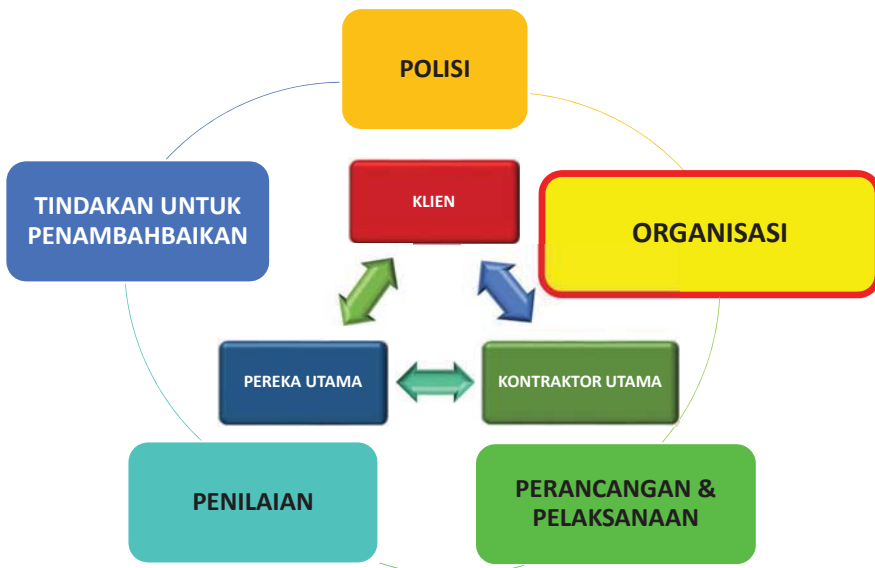 POLISI
KLIEN
TINDAKAN UNTUK
PENAMBAHBAIKAN
ORGANISASI
PEREKA UTAMA
KONTRAKTOR UTAMA
PENILAIAN
PERANCANGAN &
PELAKSANAAN